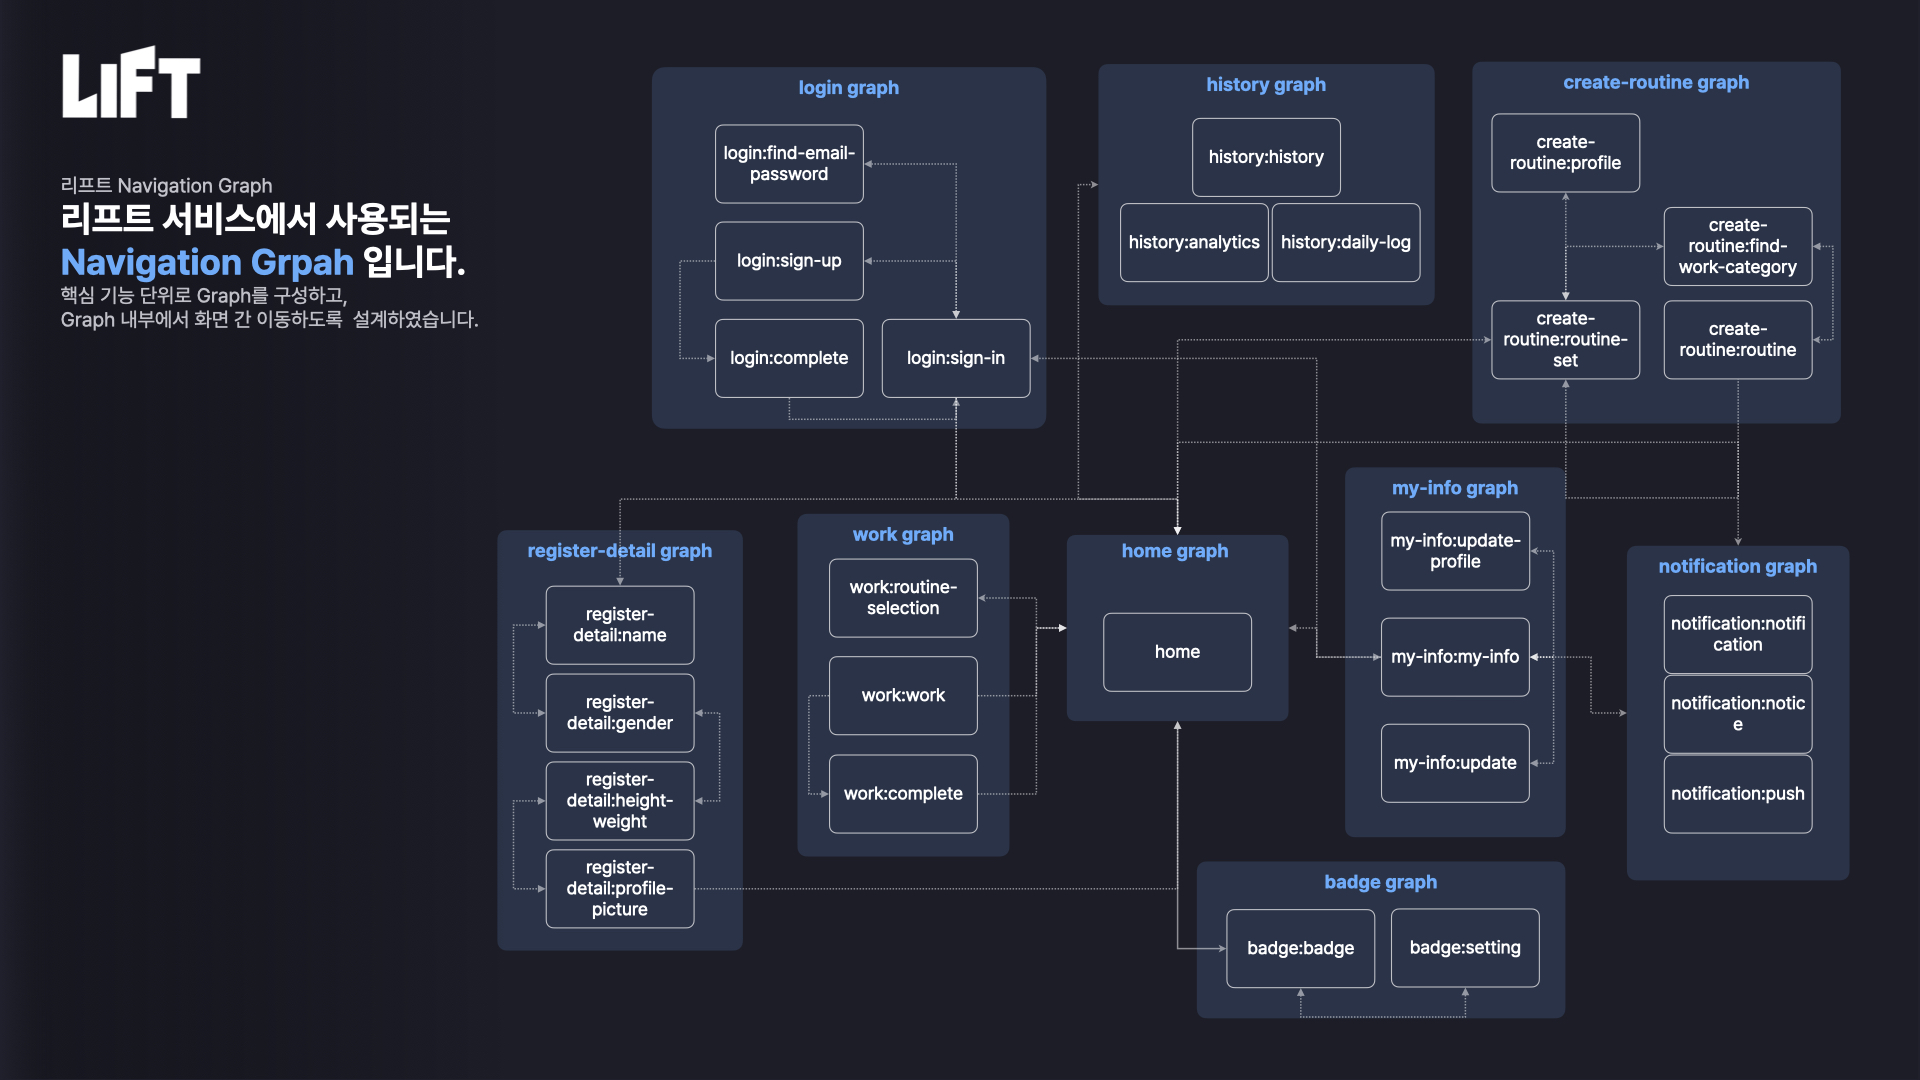 LIFT
리프트 Navigation Graph
리프트 서비스에서 사용되는
Navigation Grpah 입니다.
핵심 기능 단위로 Graph를 구성하고,
Graph 내부에서 화면 간 이동하도록 설계하였습니다.
login graph
login:find-email-
password
login:sign-up
login:complete
login:sign-in
history graph
history:history
history:analytics
history:daily-log
create-routine graph
create-
routine:profile
create-
routine:find-
work-category
create-
routine:routine-
set
create-
routine:routine
register-detail graph
register-
detail:name
register-
detail:gender
register-
detail:height-
weight
register-
detail:profile-
picture
work graph
work:routine-
selection
work:work
work:complete
home graph
home
my-info graph
my-info:update-
profile
my-info:my-info
my-info:update
notification graph
notification:notifi
cation
notification:notic
e
notification:push
badge graph
badge:badge
badge:setting